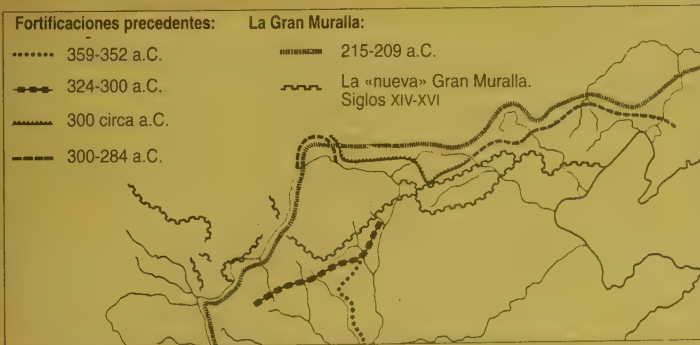 Fortificaciones precedentes:
359-352 a.C.
324-300 a.C.
300 circa a.C.
300-284 a.C.
La Gran Muralla:
215-209 a.C.
La «nueva» Gran Muralla.
Siglos XIV-XVI